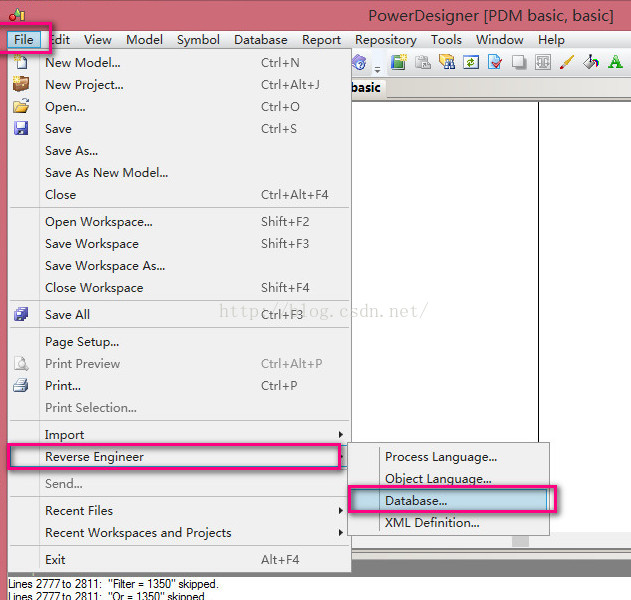 PowerDesigner [PDM basic, basic]
File Edit View Model Symbol Database Report Repository Tools Window Help
basic
New Model... Ctrl+N
New Project... Ctrl+Alt+J
Open... Ctrl+O
Save Ctrl+S
Save As...
Save As New Model...
Close Ctrl+Alt+F4
Open Workspace... Shift+F2
Save Workspace Shift+F3
Save Workspace As...
Close Workspace Shift+F4
http://blog.csdn.net/
Save All Ctrl+F3
Page Setup...
Print Preview Ctrl+Alt+P
Print... Ctrl+P
Print Selection...
Import
Reverse Engineer
Process Language...
Object Language...
Database...
XML Definition...
Send...
Recent Files
Recent Workspaces and Projects
Exit Alt+F4
Lines 2777 to 2811: "Filter = 1350" skipped.
Lines 2777 to 2811: "Or = 1350" skipped